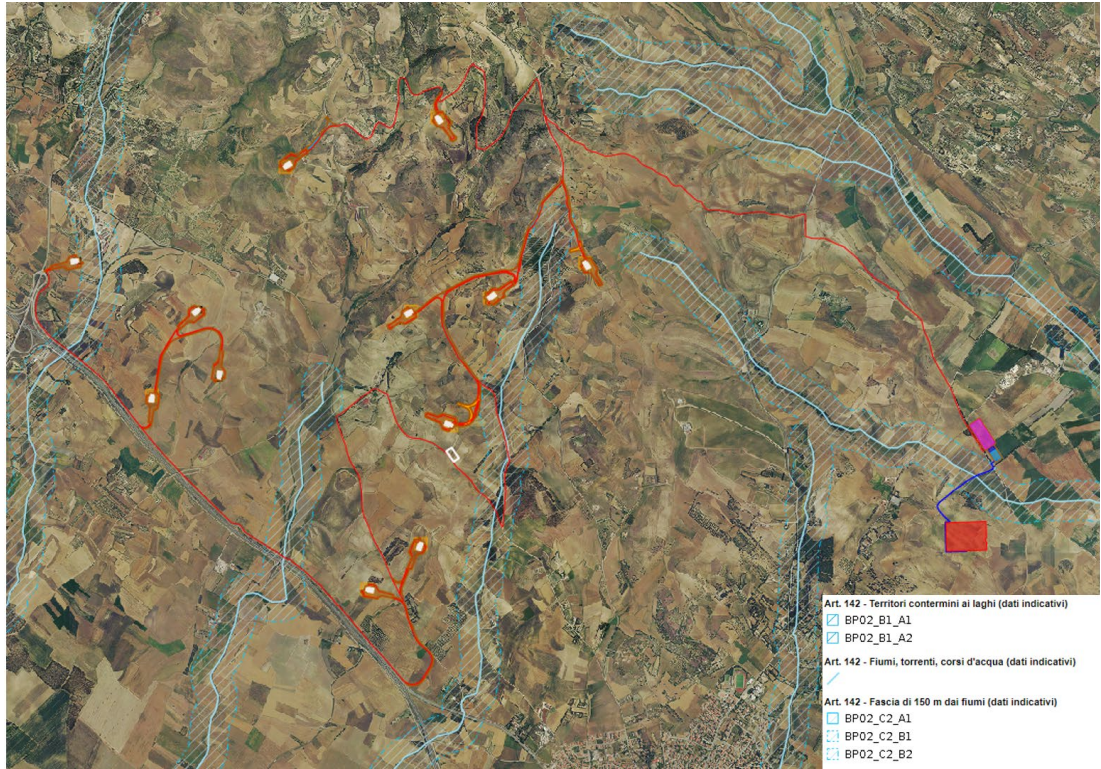 Art. 142 - Territori contermini ai laghi (dati indicativi)
BP02_B1_A1
BP02_B1_A2
Art. 142 - Fiumi, torrenti, corsi d'acqua (dati indicativi)
Art. 142 - Fascia di 150 m dai fiumi (dati indicativi)
BP02_C2_A1
BP02_C2_B1
BP02_C2_B2